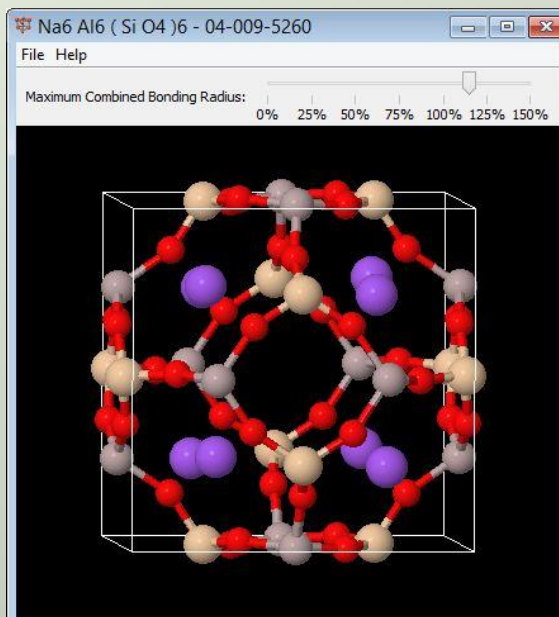 Na6 Al6 ( Si O4 )6 - 04-009-5260
File Help
Maximum Combined Bonding Radius:
0% 25% 50% 75% 100% 125% 150%